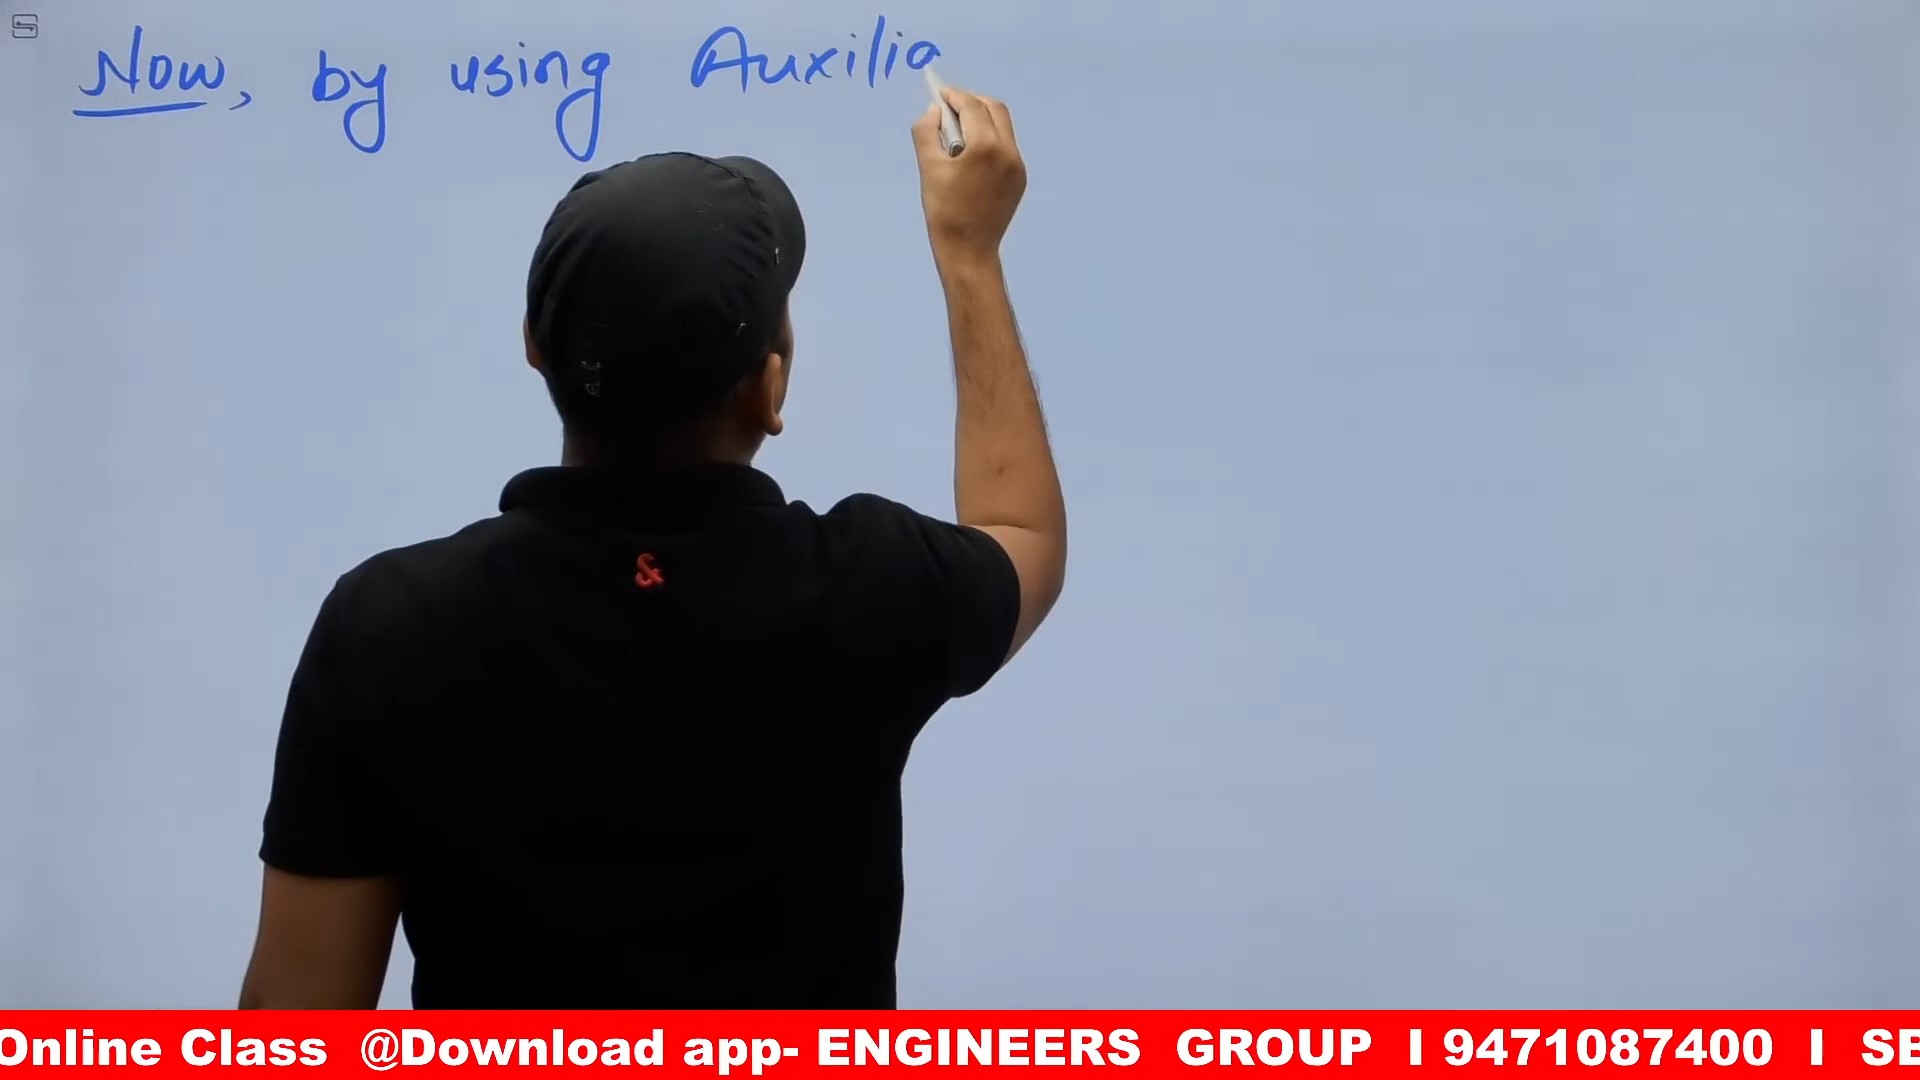 Now, by using Auxilia
&
Online Class @Download app- ENGINEERS GROUP I 9471087400 I SE